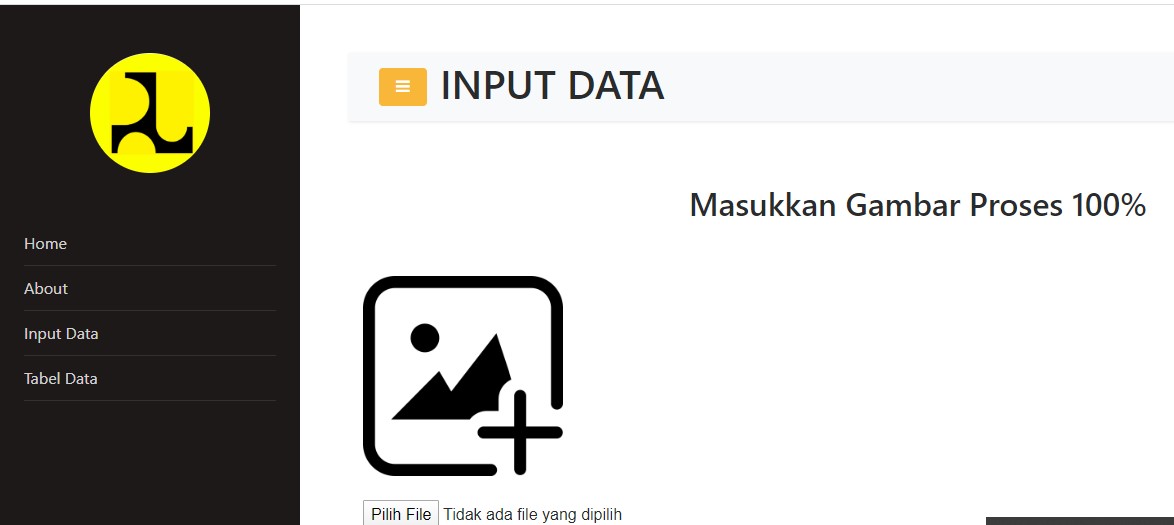 INPUT DATA
Home
About
Input Data
Tabel Data
Masukkan Gambar Proses 100%
Pilih File Tidak ada file yang dipilih